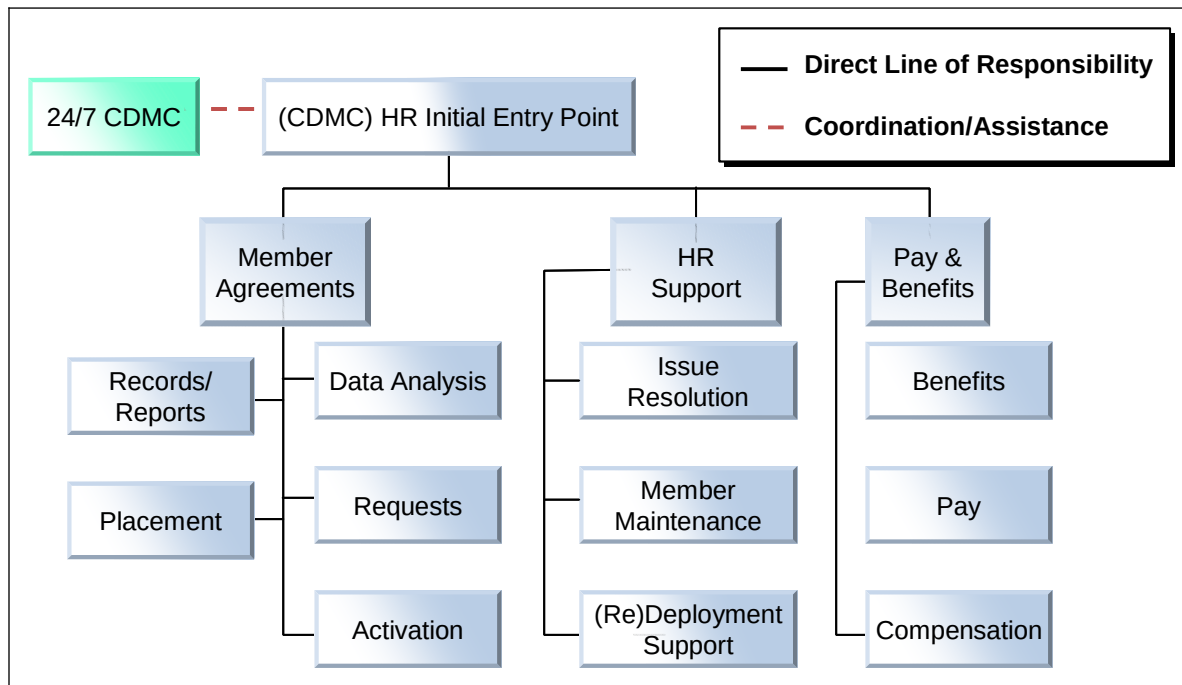 24/7 CDMC
(CDMC) HR Initial Entry Point
Direct Line of Responsibility
Coordination/Assistance
Member
Agreements
HR
Support
Pay &
Benefits
Records/
Reports
Data Analysis
Issue
Resolution
Benefits
Placement
Requests
Member
Maintenance
Pay
Activation
(Re)Deployment
Support
Compensation